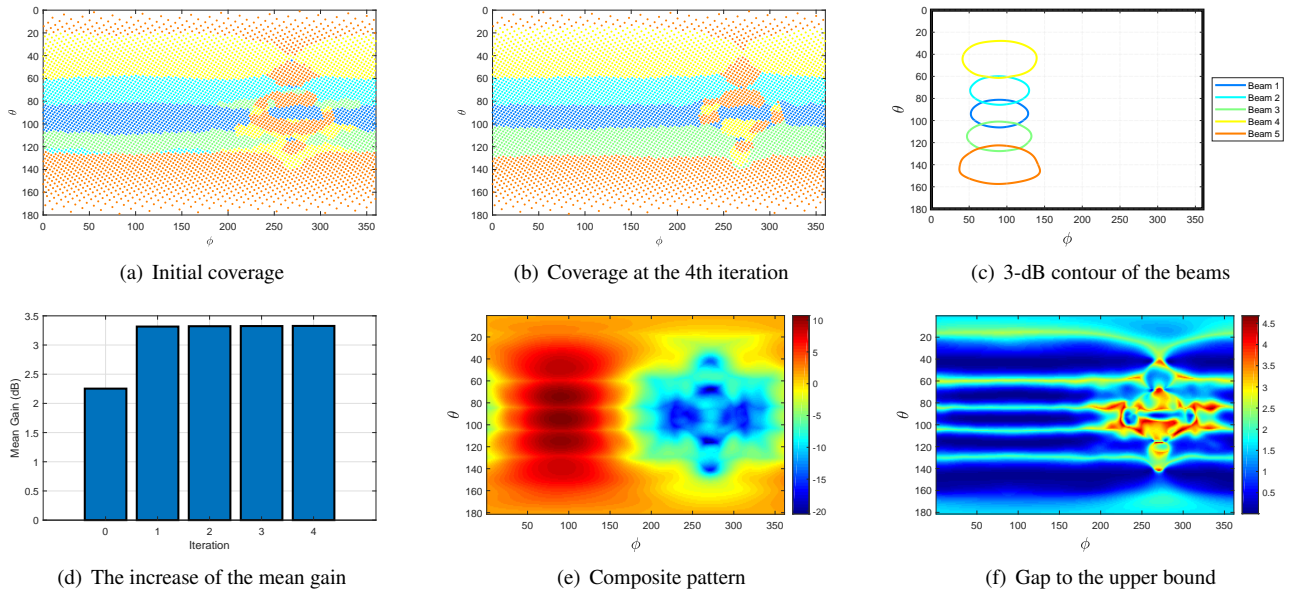 0
20
40
60
80
100
120
140
160
180
θ
0 50 100 150 200 250 300 350
ϕ
(a) Initial coverage
0
20
40
60
80
100
120
140
160
180
θ
0 50 100 150 200 250 300 350
ϕ
(b) Coverage at the 4th iteration
0
20
40
60
80
100
120
140
160
180
θ
0 50 100 150 200 250 300 350
ϕ
Beam 1
Beam 2
Beam 3
Beam 4
Beam 5
(c) 3-dB contour of the beams
3.5
3
2.5
2
1.5
1
0.5
0
Mean Gain (dB)
0 1 2 3 4
Iteration
(d) The increase of the mean gain
20
40
60
80
100
120
140
160
180
θ
50 100 150 200 250 300 350
ϕ
10
5
0
-5
-10
-15
-20
(e) Composite pattern
20
40
60
80
100
120
140
160
180
θ
50 100 150 200 250 300 350
ϕ
4.5
4
3.5
3
2.5
2
1.5
1
0.5
(f) Gap to the upper bound